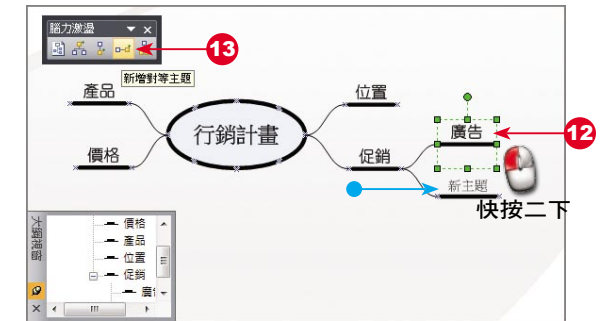 腦力激盪
13
新增對等主題
產品
位置
廣告
12
行銷計畫
價格
促銷
新主題
快按二下
大綱視窗
價格
產品
位置
促銷